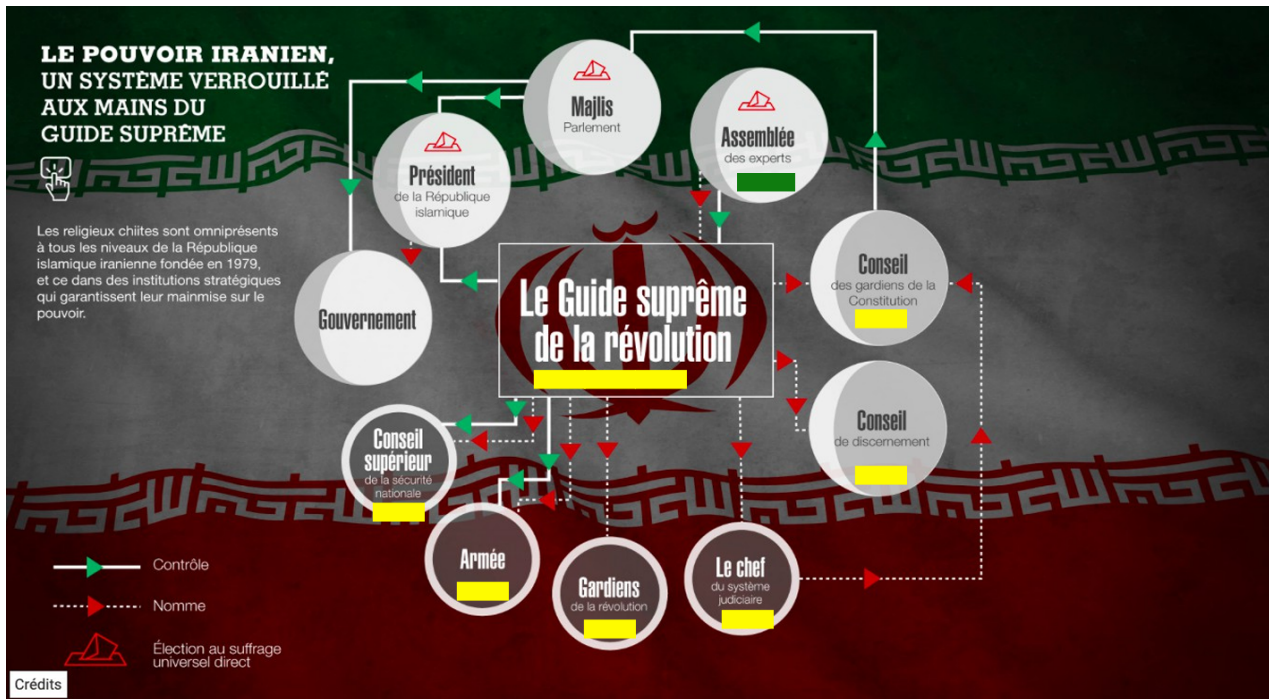 LE POUVOIR IRANIEN,
UN SYSTÈME VERROUILLÉ
AUX MAINS DU
GUIDE SUPRÊME
Les religieux chiites sont omniprésents
à tous les niveaux de la République
islamique iranienne fondée en 1979,
et ce dans des institutions stratégiques
qui garantissent leur mainmise sur le
pouvoir.
Majlis
Parlement
Assemblée
des experts
Président
de la République
islamique
Gouvernement
Le Guide suprême
de la révolution
Conseil
des gardiens de la
Constitution
Conseil
de discernement
Conseil
supérieur
de la sécurité
nationale
Armée
Gardiens
de la révolution
Le chef
du système
judiciaire
Contrôle
Nomme
Élection au suffrage
universel direct
Crédits